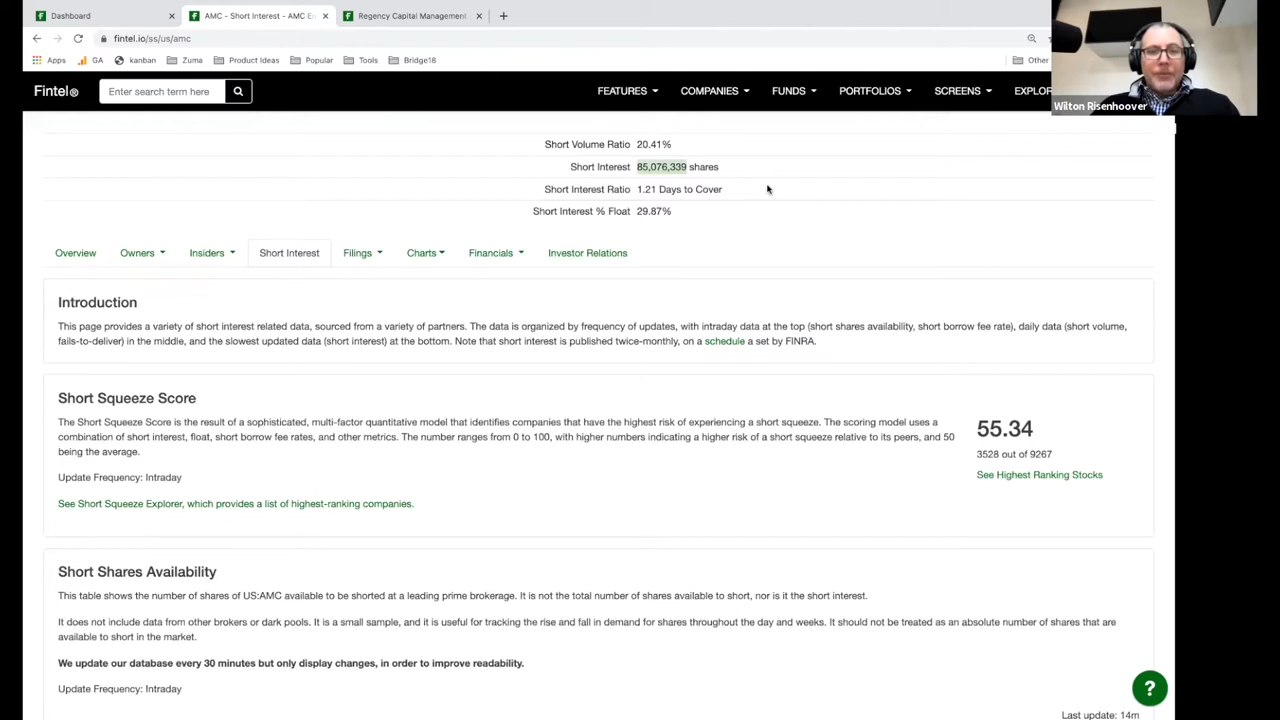 Dashboard
AMC - Short Interest - AMC En
Regency Capital Management
fintel.io/ss/us/amc
Apps
GA
kanban
Zuma
Product Ideas
Popular
Tools
Bridge18
Other
Fintel
Enter search term here
FEATURES
COMPANIES
FUNDS
PORTFOLIOS
SCREENS
EXPLOR
Wilton Risenhoover
Short Volume Ratio 20.41%
Short Interest 85,076,339 shares
Short Interest Ratio 1.21 Days to Cover
Short Interest % Float 29.87%
Overview
Owners
Insiders
Short Interest
Filings
Charts
Financials
Investor Relations
Introduction
This page provides a variety of short interest related data, sourced from a variety of partners. The data is organized by frequency of updates, with intraday data at the top (short shares availability, short borrow fee rate), daily data (short volume,
fails-to-deliver) in the middle, and the slowest updated data (short interest) at the bottom. Note that short interest is published twice-monthly, on a schedule a set by FINRA.
Short Squeeze Score
The Short Squeeze Score is the result of a sophisticated, multi-factor quantitative model that identifies companies that have the highest risk of experiencing a short squeeze. The scoring model uses a
combination of short interest, float, short borrow fee rates, and other metrics. The number ranges from 0 to 100, with higher numbers indicating a higher risk of a short squeeze relative to its peers, and 50
being the average.
Update Frequency: Intraday
See Short Squeeze Explorer, which provides a list of highest-ranking companies.
55.34
3528 out of 9267
See Highest Ranking Stocks
Short Shares Availability
This table shows the number of shares of US:AMC available to be shorted at a leading prime brokerage. It is not the total number of shares available to short, nor is it the short interest.
It does not include data from other brokers or dark pools. It is a small sample, and it is useful for tracking the rise and fall in demand for shares throughout the day and weeks. It should not be treated as an absolute number of shares that are
available to short in the market.
We update our database every 30 minutes but only display changes, in order to improve readability.
Update Frequency: Intraday
Last update: 14m
?